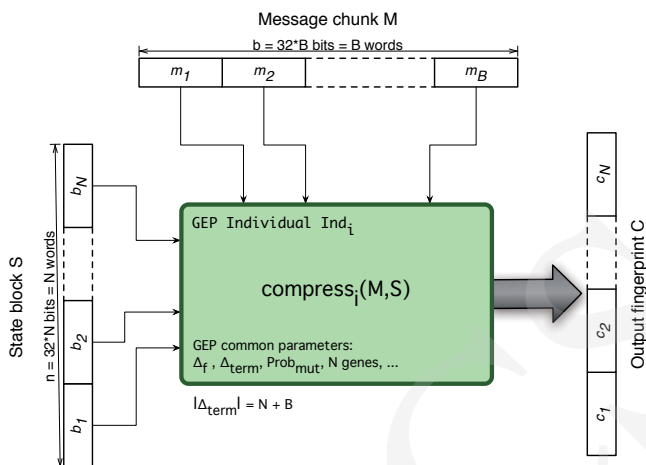 Message chunk M
b = 32*B bits = B words
m1 m2 mB
State block S
n = 32*N bits = N words
bN
b2
b1
GEP Individual Indi
compressi(M,S)
GEP common parameters:
Δf , Δterm, Probmut, N genes, ...
|Δterm| = N + B
cN
c2
c1
Output fingerprint C